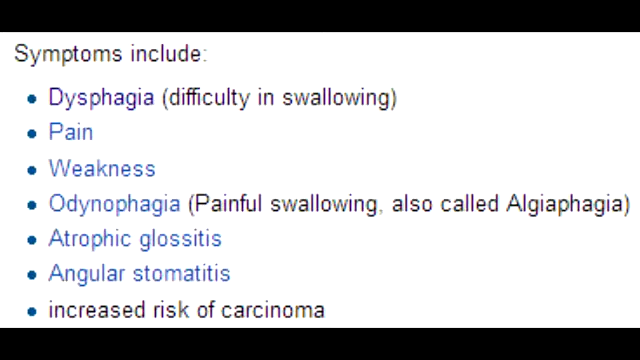 Symptoms include:
• Dysphagia (difficulty in swallowing)
• Pain
• Weakness
• Odynophagia (Painful swallowing, also called Algiaphagia)
• Atrophic glossitis
• Angular stomatitis
• increased risk of carcinoma